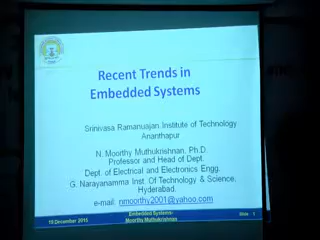 Recent Trends in
Embedded Systems
Srinivasa Ramanujan Institute of Technology
Ananthapur
N. Moorthy Muthukrishnan, Ph.D.
Professor and Head of Dept.
Dept. of Electrical and Electronics Engg.
G. Narayanamma Inst. Of Technology & Science,
Hyderabad.
e-mail: nmoorthy2001@yahoo.com
19 December 2015
Embedded Systems-
Moorthy Muthukrishnan
Slide 1